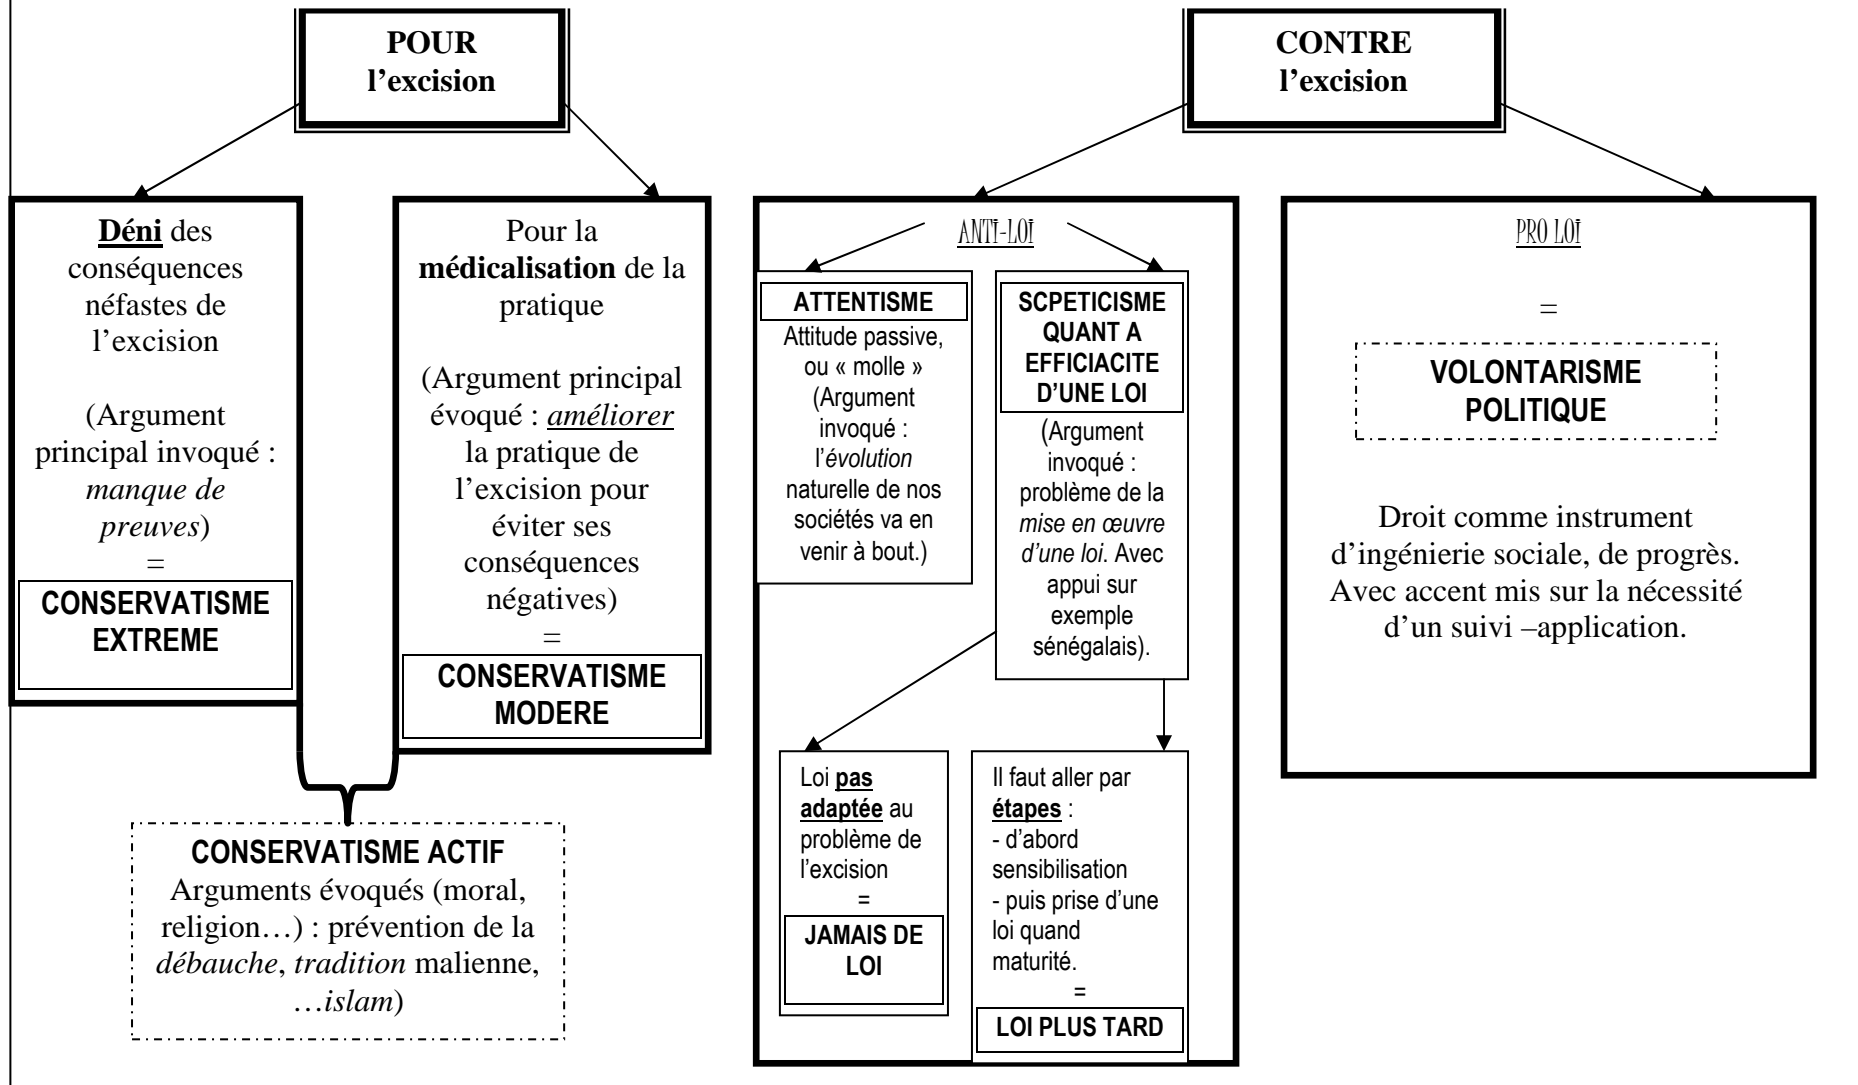 POUR
l’excision
CONTRE
l’excision
Déni des
conséquences
néfastes de
l’excision
(Argument
principal invoqué :
manque de
preuves)
=
CONSERVATISME
EXTREME
Pour la
médicalisation de la
pratique
(Argument principal
évoqué : améliorer
la pratique de
l’excision pour
éviter ses
conséquences
négatives)
=
CONSERVATISME
MODERE
CONSERVATISME ACTIF
Arguments évoqués (moral,
religion…) : prévention de la
débauche, tradition malienne,
…islam)
ANTI-LOI
ATTENTISME
Attitude passive,
ou « molle »
(Argument
invoqué :
l’évolution
naturelle de nos
sociétés va en
venir à bout.)
SCPETICISME
QUANT A
EFFICIACITE
D’UNE LOI
(Argument
invoqué :
problème de la
mise en œuvre
d’une loi. Avec
appui sur
exemple
sénégalais).
Loi pas
adaptée au
problème de
l’excision
=
JAMAIS DE
LOI
Il faut aller par
étapes :
- d’abord
sensibilisation
- puis prise d’une
loi quand
maturité.
=
LOI PLUS TARD
PRO LOI
=
VOLONTARISME
POLITIQUE
Droit comme instrument
d’ingénierie sociale, de progrès.
Avec accent mis sur la nécessité
d’un suivi –application.